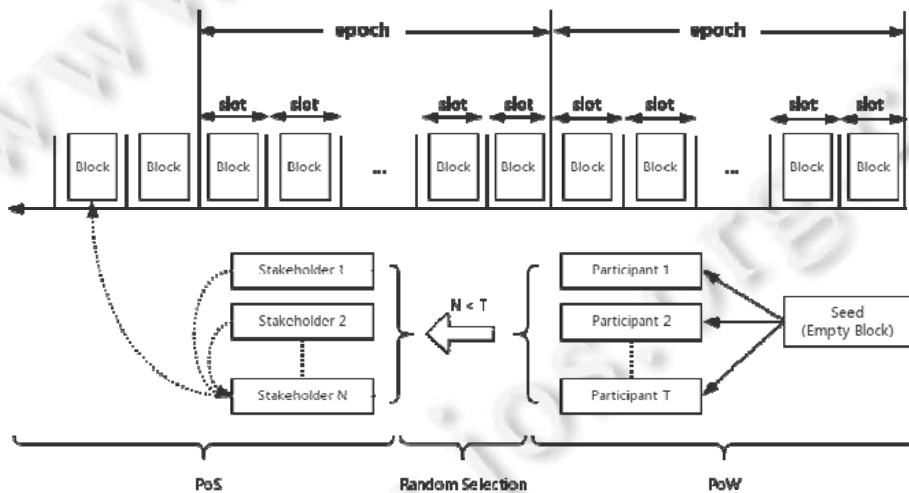 epoch epoch
slot slot slot slot slot slot slot slot
Block Block Block Block ... Block Block Block Block ... Block Block
Stakeholder 1
N < T
Participant 1
Stakeholder 2
Participant 2
Seed
(Empty Block)
Stakeholder N
Participant T
PoS Random Selection PoW